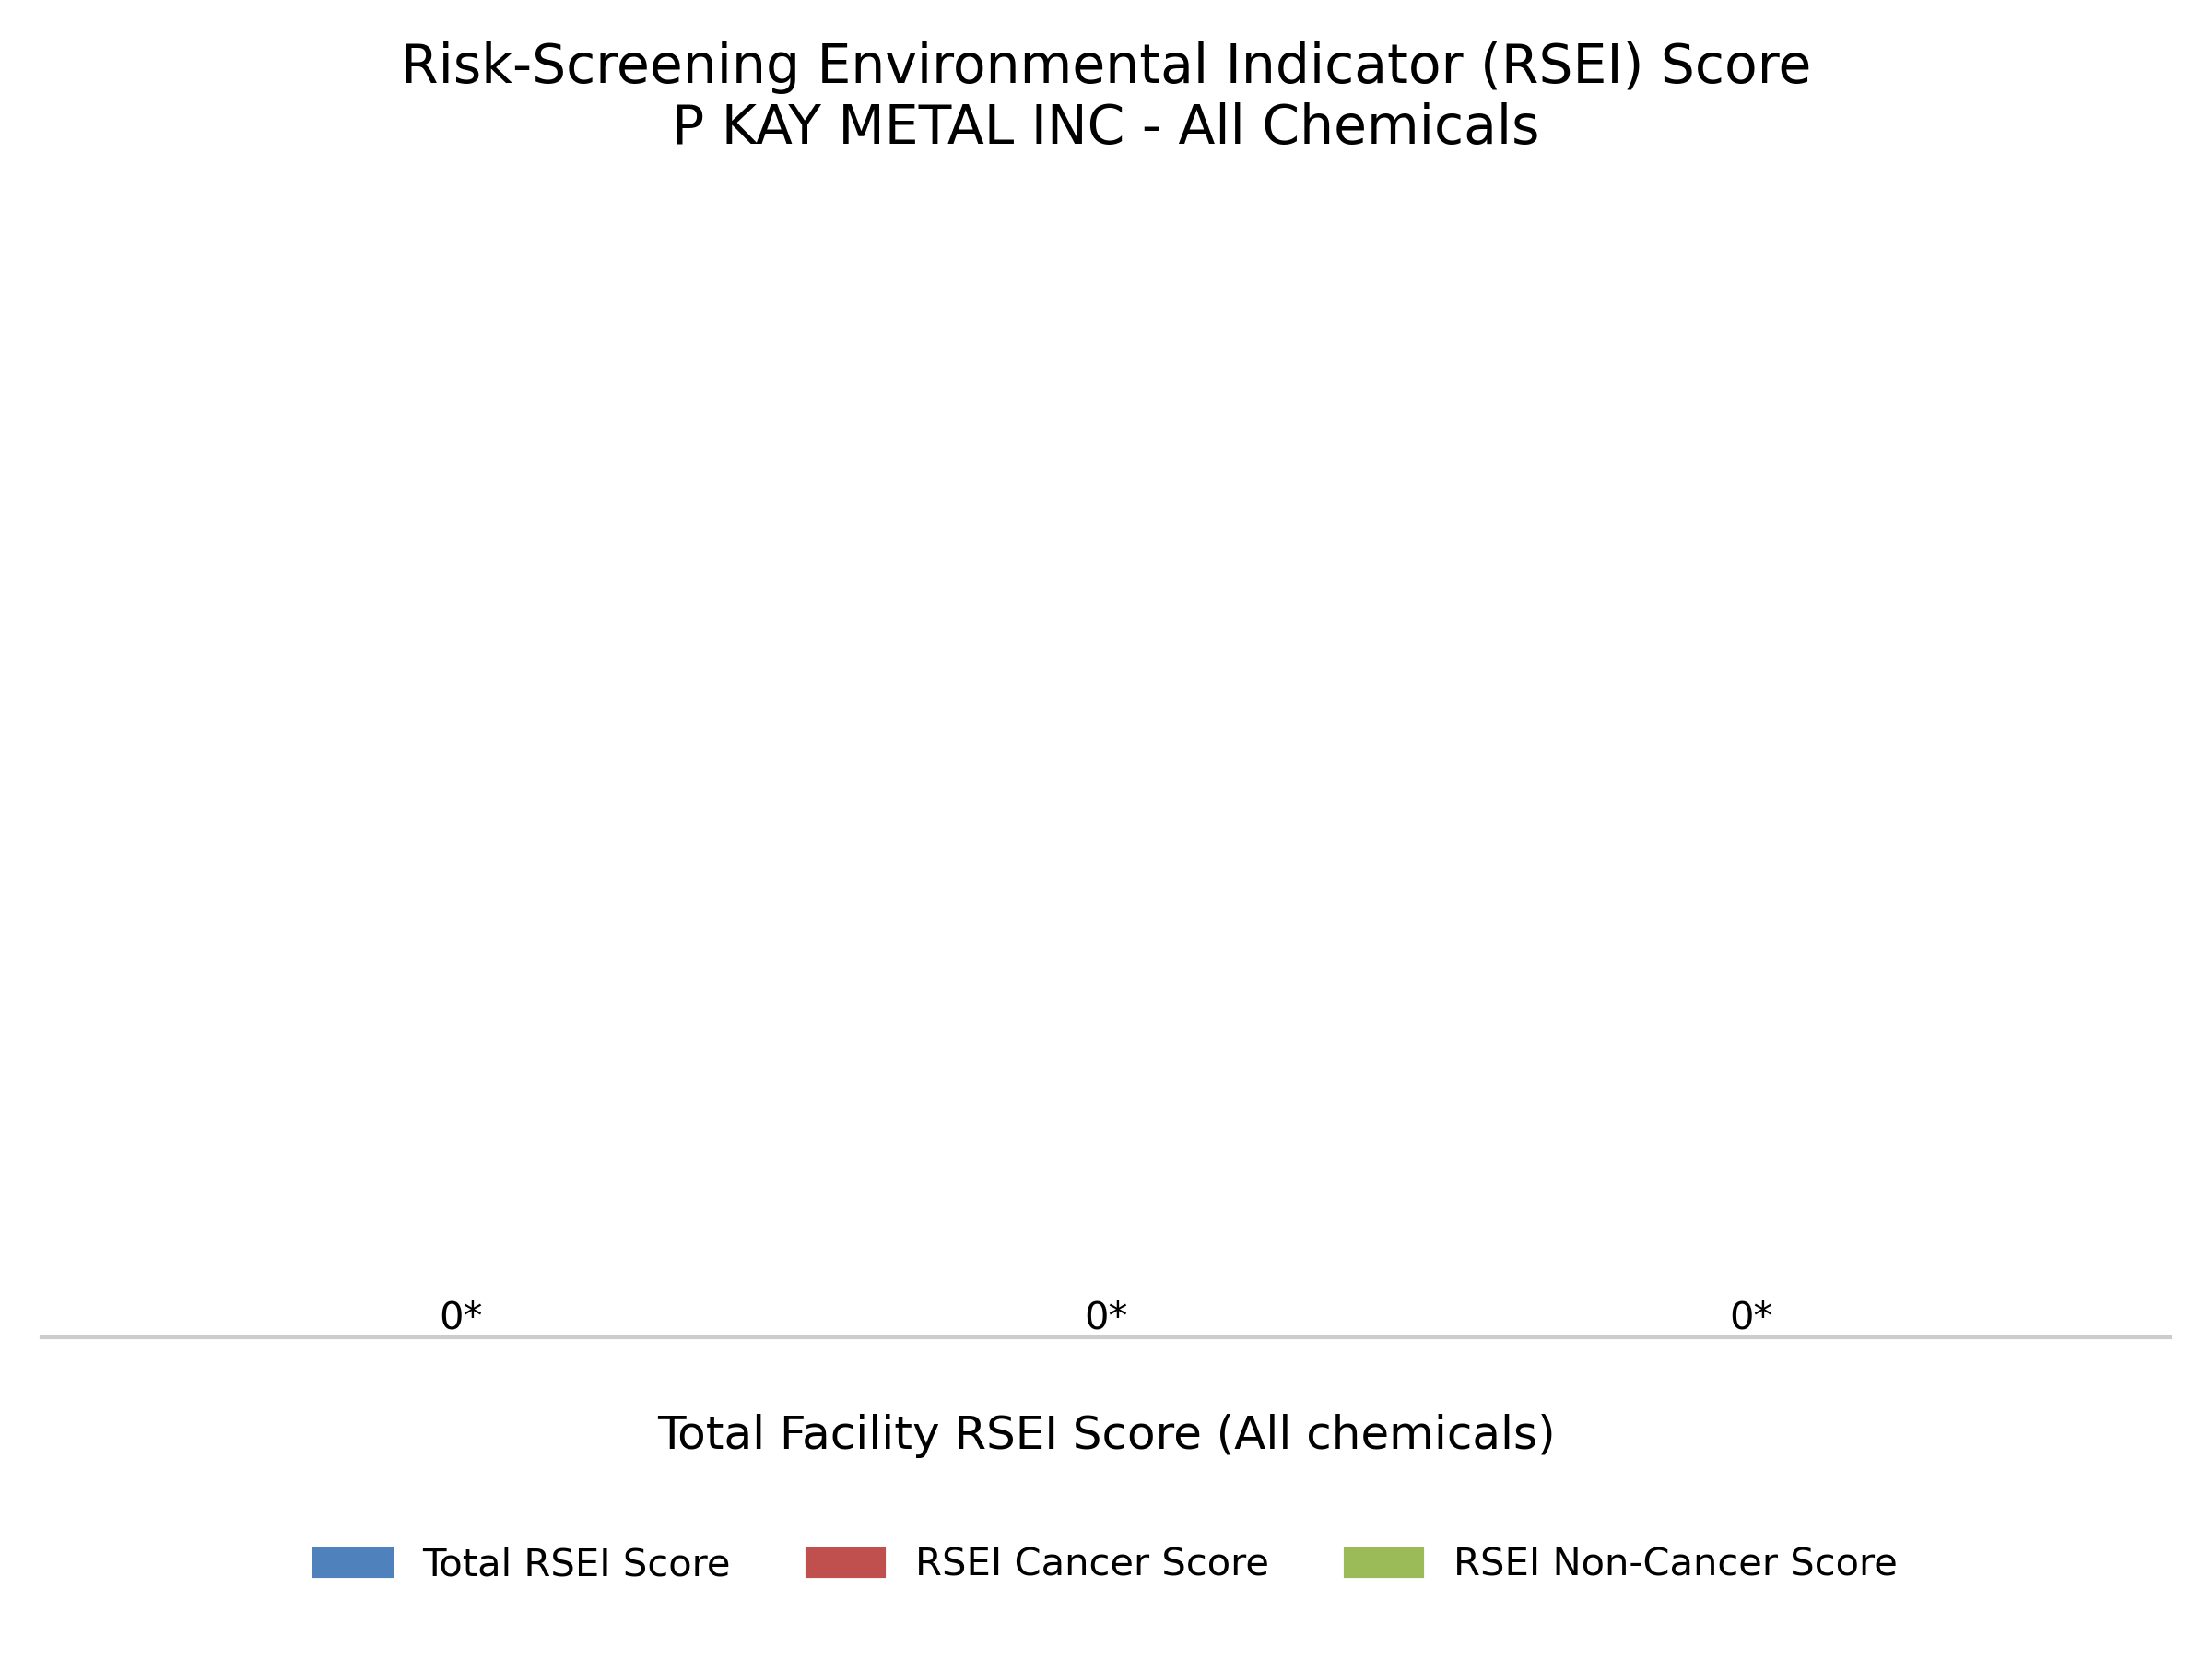 Risk-Screening Environmental Indicator (RSEI) Score
P KAY METAL INC - All Chemicals
0* 0* 0*
Total Facility RSEI Score (All chemicals)
Total RSEI Score RSEI Cancer Score RSEI Non-Cancer Score